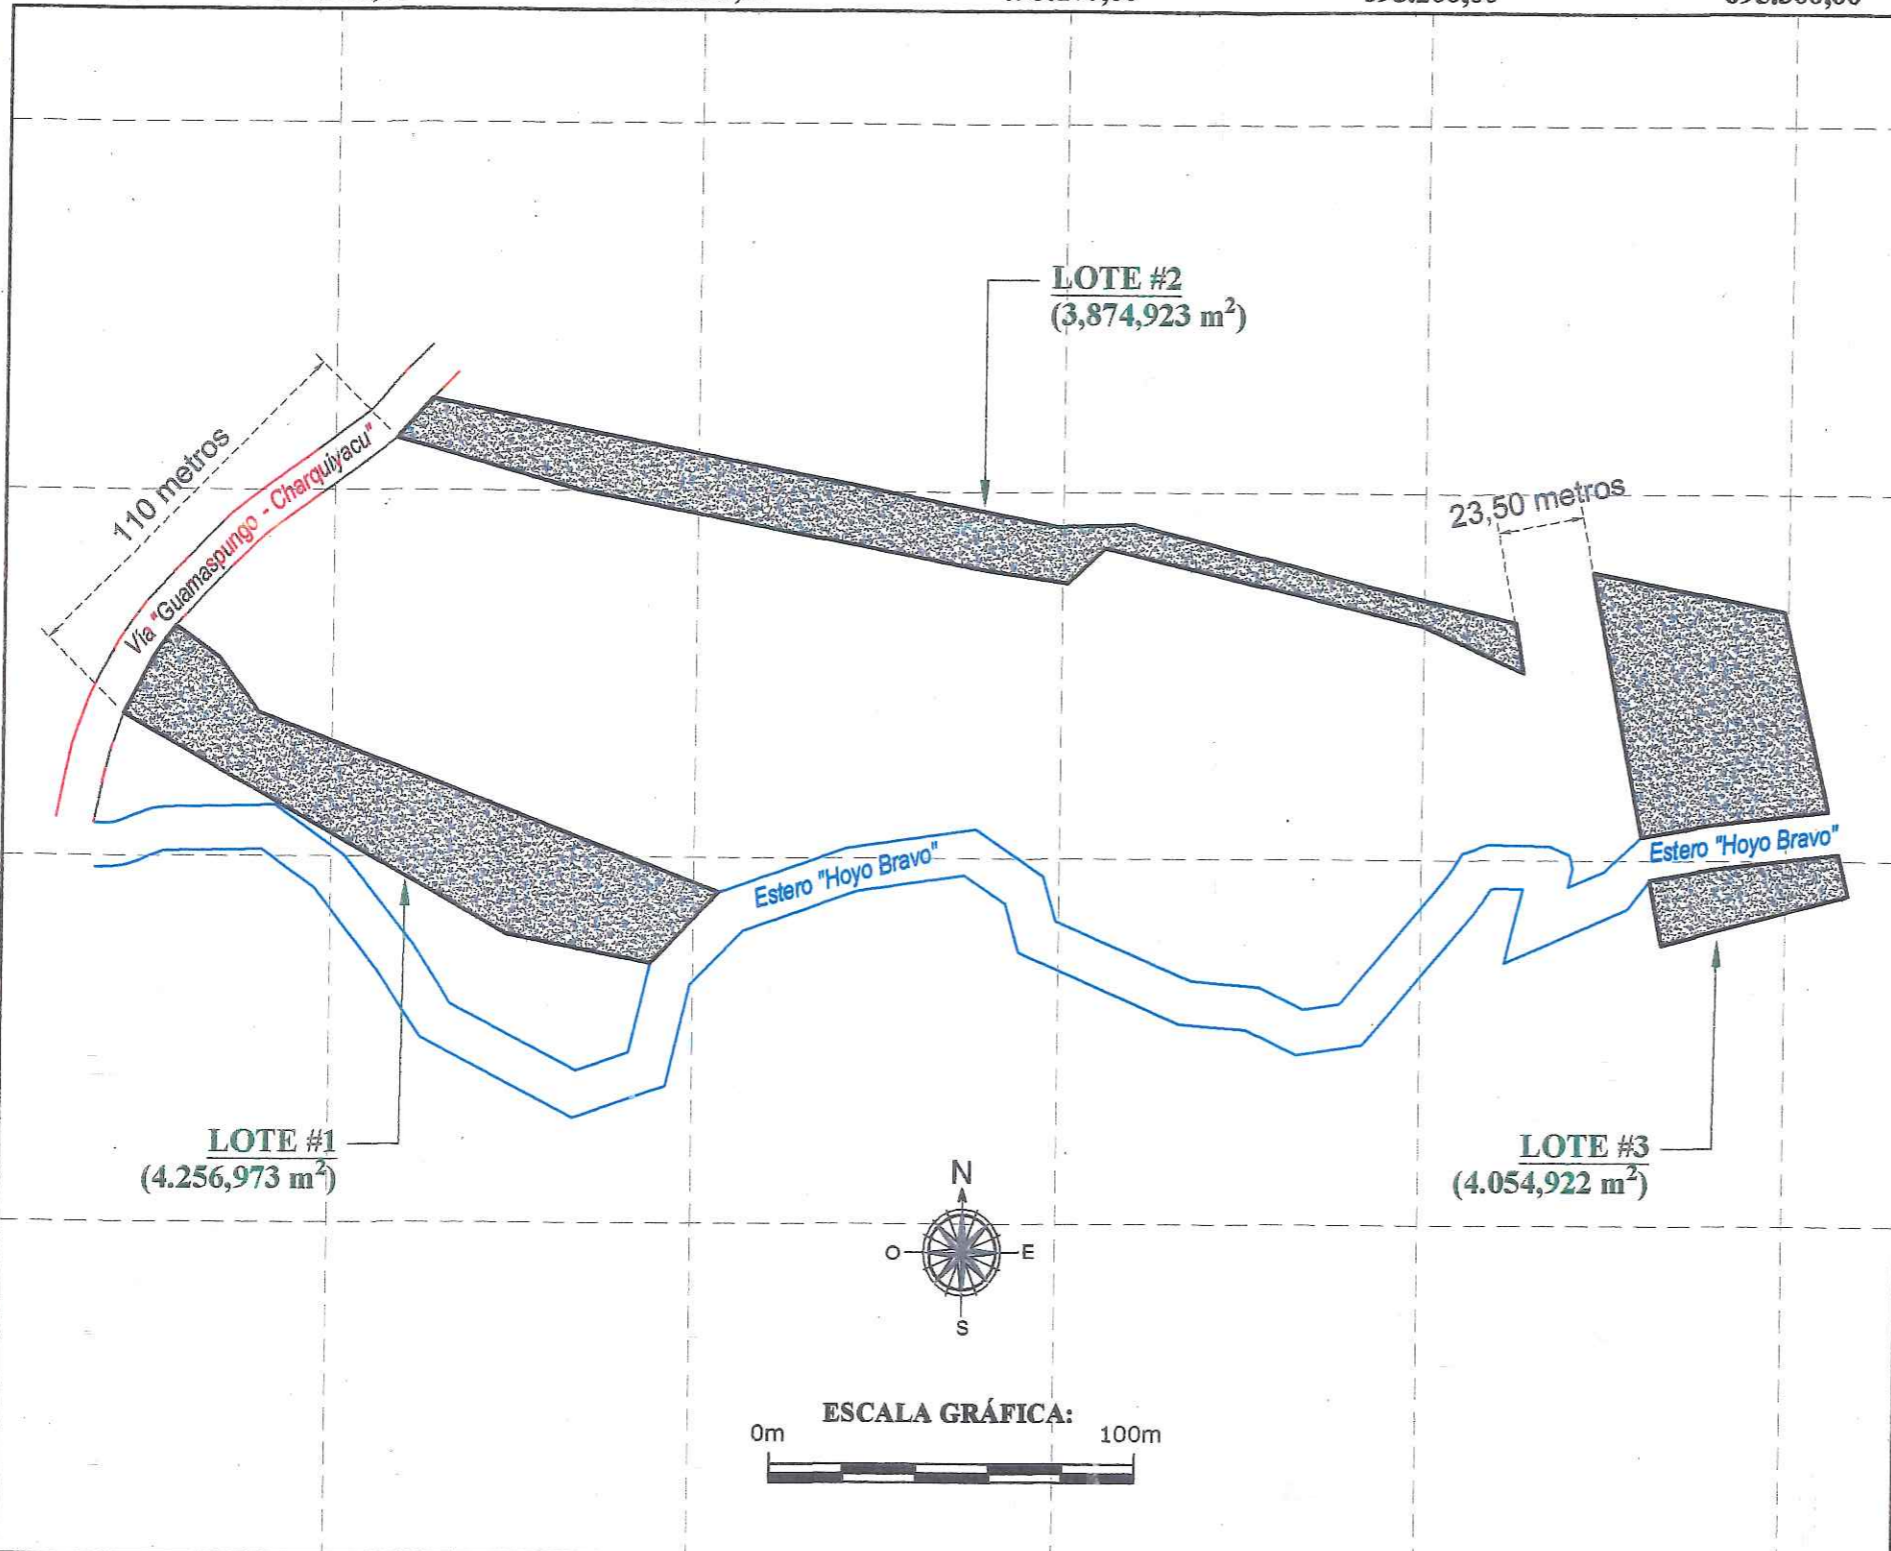 LOTE #2
(3,874,923 m²)
110 metros
Vía "Guamaspungo - Charquiyacu"
23,50 metros
Estero "Hoyo Bravo"
Estero "Hoyo Bravo"
LOTE #1
(4.256,973 m²)
LOTE #3
(4.054,922 m²)
N
O
E
S
ESCALA GRÁFICA:
0m
100m